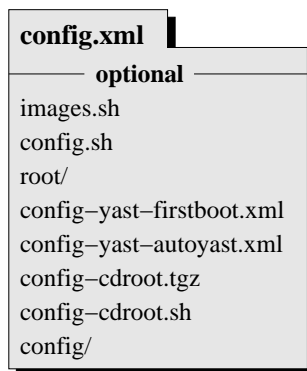 config.xml
optional
images.sh
config.sh
root/
config−yast−firstboot.xml
config−yast−autoyast.xml
config−cdroot.tgz
config−cdroot.sh
config/